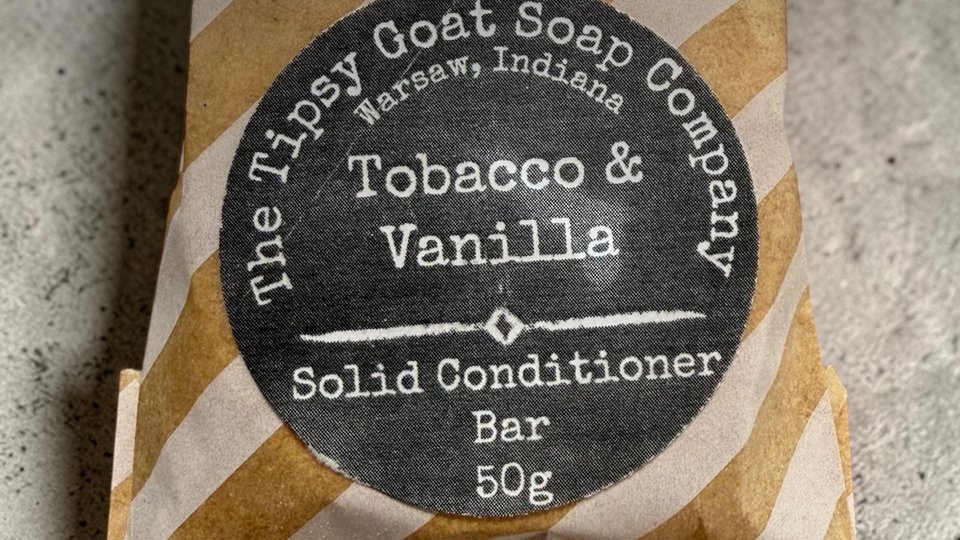 The Tipsy Goat Soap Company
Warsaw, Indiana
Tobacco &
Vanilla
Solid Conditioner
Bar
50g